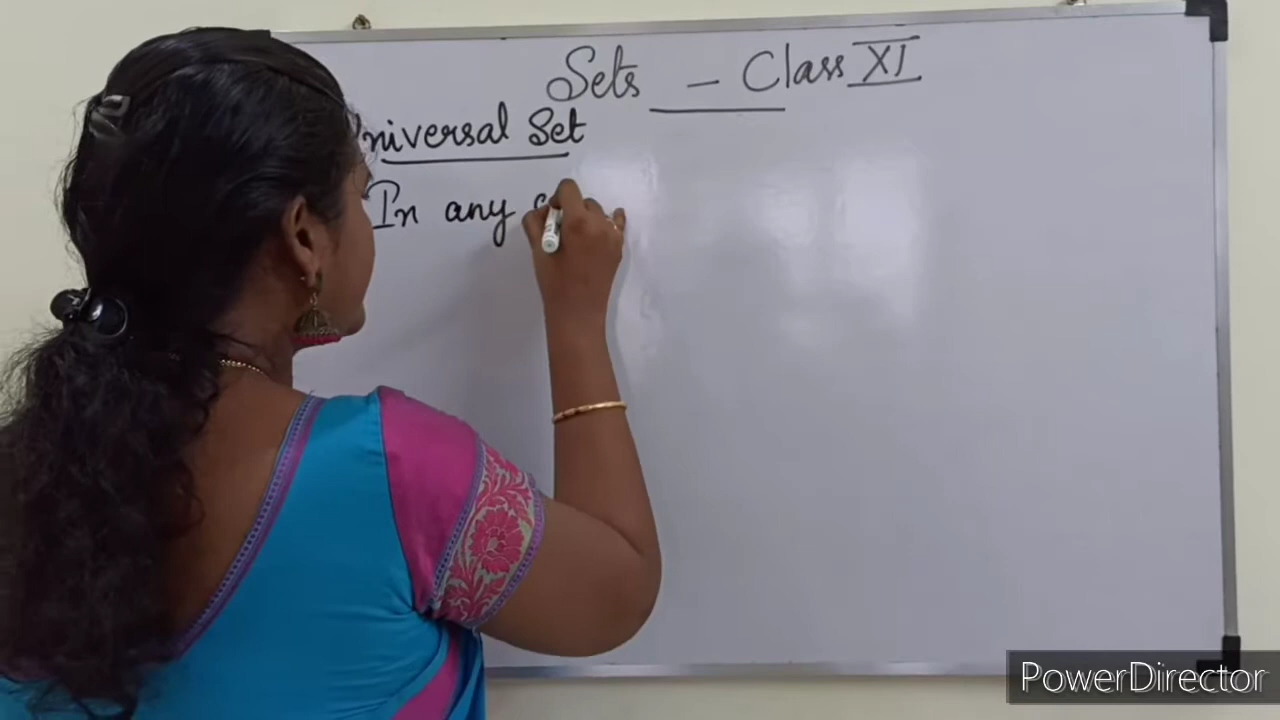 Sets - Class XI
niversal Set
In any
PowerDirector